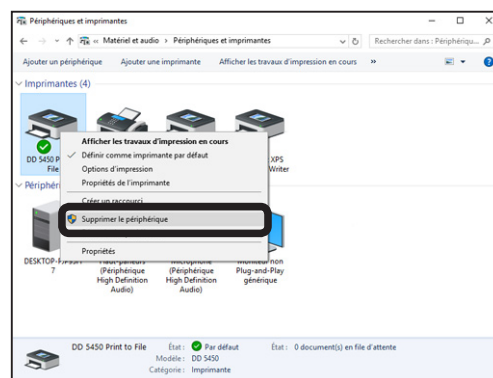 Périphériques et imprimantes
« Matériel et audio > Périphériques et imprimantes
Rechercher dans : Périphériqu...
Ajouter un périphérique Ajouter une imprimante Afficher les travaux d'impression en cours »
Imprimantes (4)
DD 5450 P
File
XPS
Writer
Afficher les travaux d'impression en cours
Définir comme imprimante par défaut
Options d'impression
Propriétés de l'imprimante
Créer un raccourci
Supprimer le périphérique
Propriétés
Périphéri
DESKTOP-
7
(Périphérique
High Definition
Audio)
Microphone
(Périphérique
High Definition
Audio)
Moniteur non
Plug-and-Play
générique
DD 5450 Print to File État : Par défaut État : 0 document(s) en file d'attente
Modèle : DD 5450
Catégorie : Imprimante